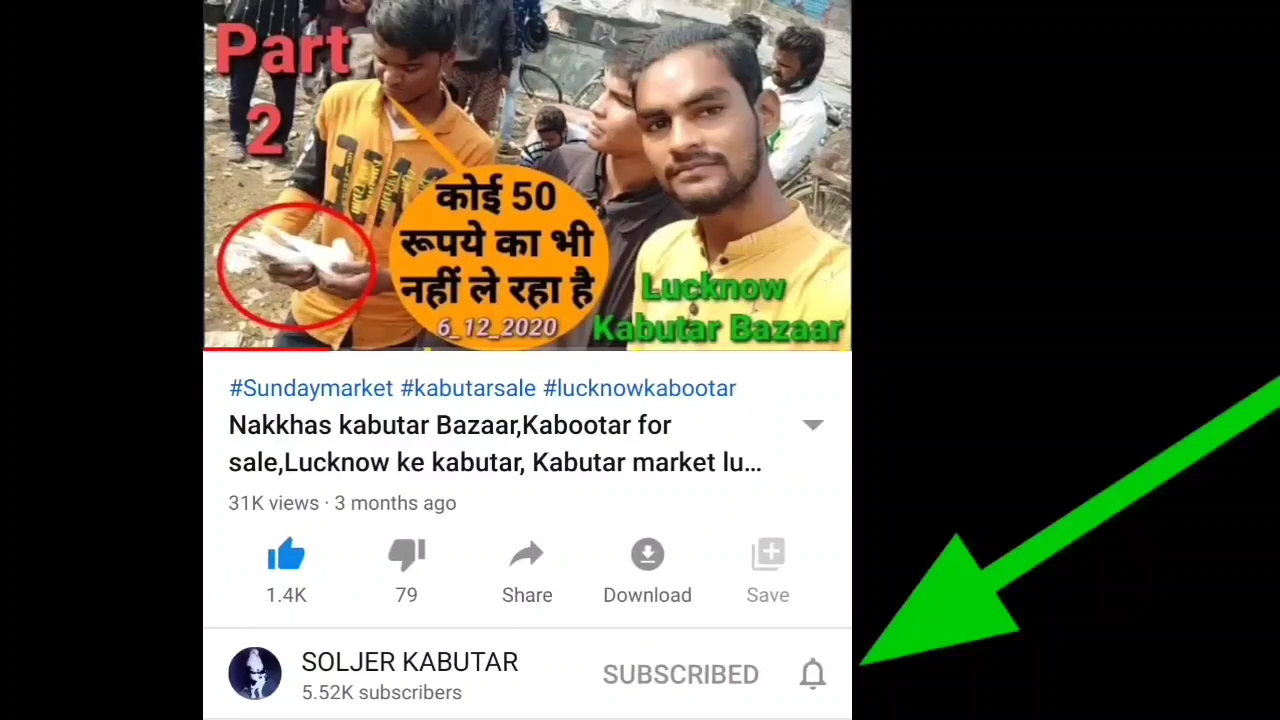 Part
2
कोई 50
रूपये का भी
नहीं ले रहा है
6_12_2020
Lucknow
Kabutar Bazaar
#Sundaymarket #kabutarsale #lucknowkabootar
Nakkhas kabutar Bazaar,Kabootar for
sale,Lucknow ke kabutar, Kabutar market lu...
31K views · 3 months ago
1.4K
79
Share
Download
Save
SOLJER KABUTAR
5.52K subscribers
SUBSCRIBED